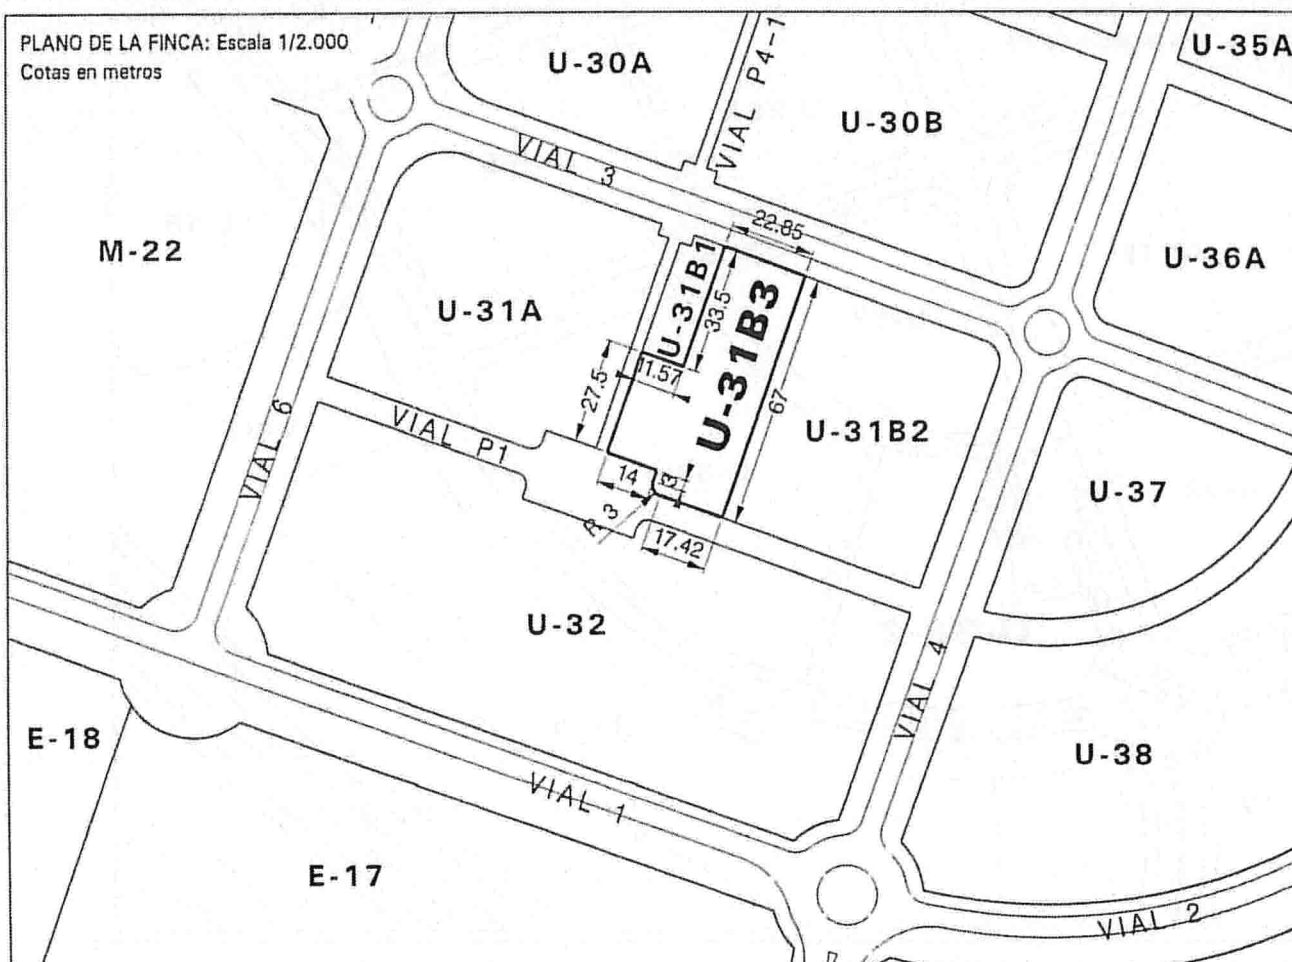 PLANO DE LA FINCA: Escala 1/2.000
Cotas en metros
U-30A
VIAL P4-1
U-35A
U-30B
VIAL 3
M-22
22.85
U-36A
U-31A
U-31B1
33.5
U-31B3
11.57
27.5
67
U-31B2
VIAL 6
VIAL P1
14
3
R 3
17.42
U-37
U-32
VIAL 4
E-18
U-38
VIAL 1
E-17
VIAL 2